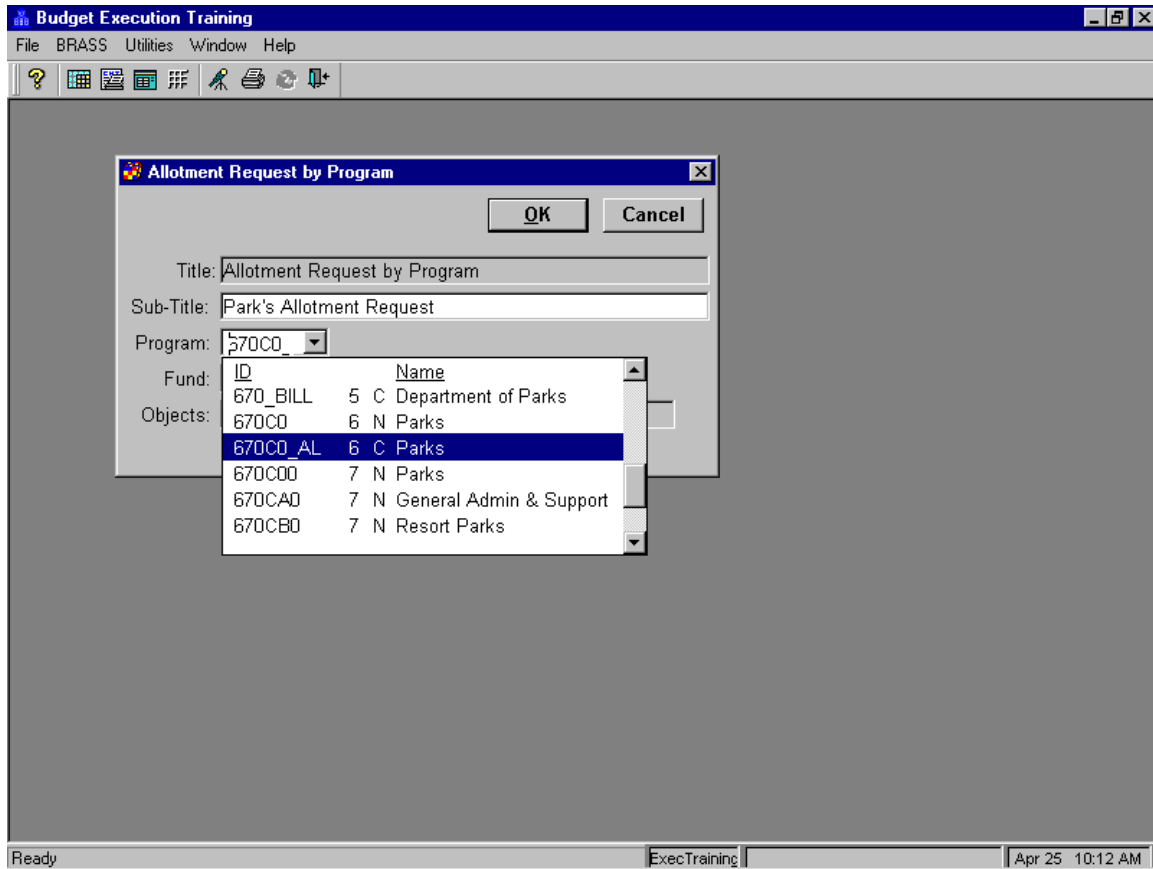 Budget Execution Training
File BRASS Utilities Window Help
Allotment Request by Program
OK Cancel
Title: Allotment Request by Program
Sub-Title: Park's Allotment Request
Program: 670C0_
Fund:
Objects:
ID Name
670_BILL 5 C Department of Parks
670C0 6 N Parks
670C0_AL 6 C Parks
670C00 7 N Parks
670CA0 7 N General Admin & Support
670CB0 7 N Resort Parks
Ready ExecTraining Apr 25 10:12 AM